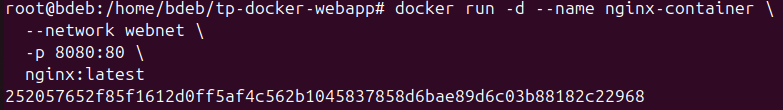 root@bdeb:/home/bdeb/tp-docker-webapp# docker run -d --name nginx-container \
  --network webnet \
  -p 8080:80 \
  nginx:latest
252057652f85f1612d0ff5af4c562b1045837858d6bae89d6c03b88182c22968